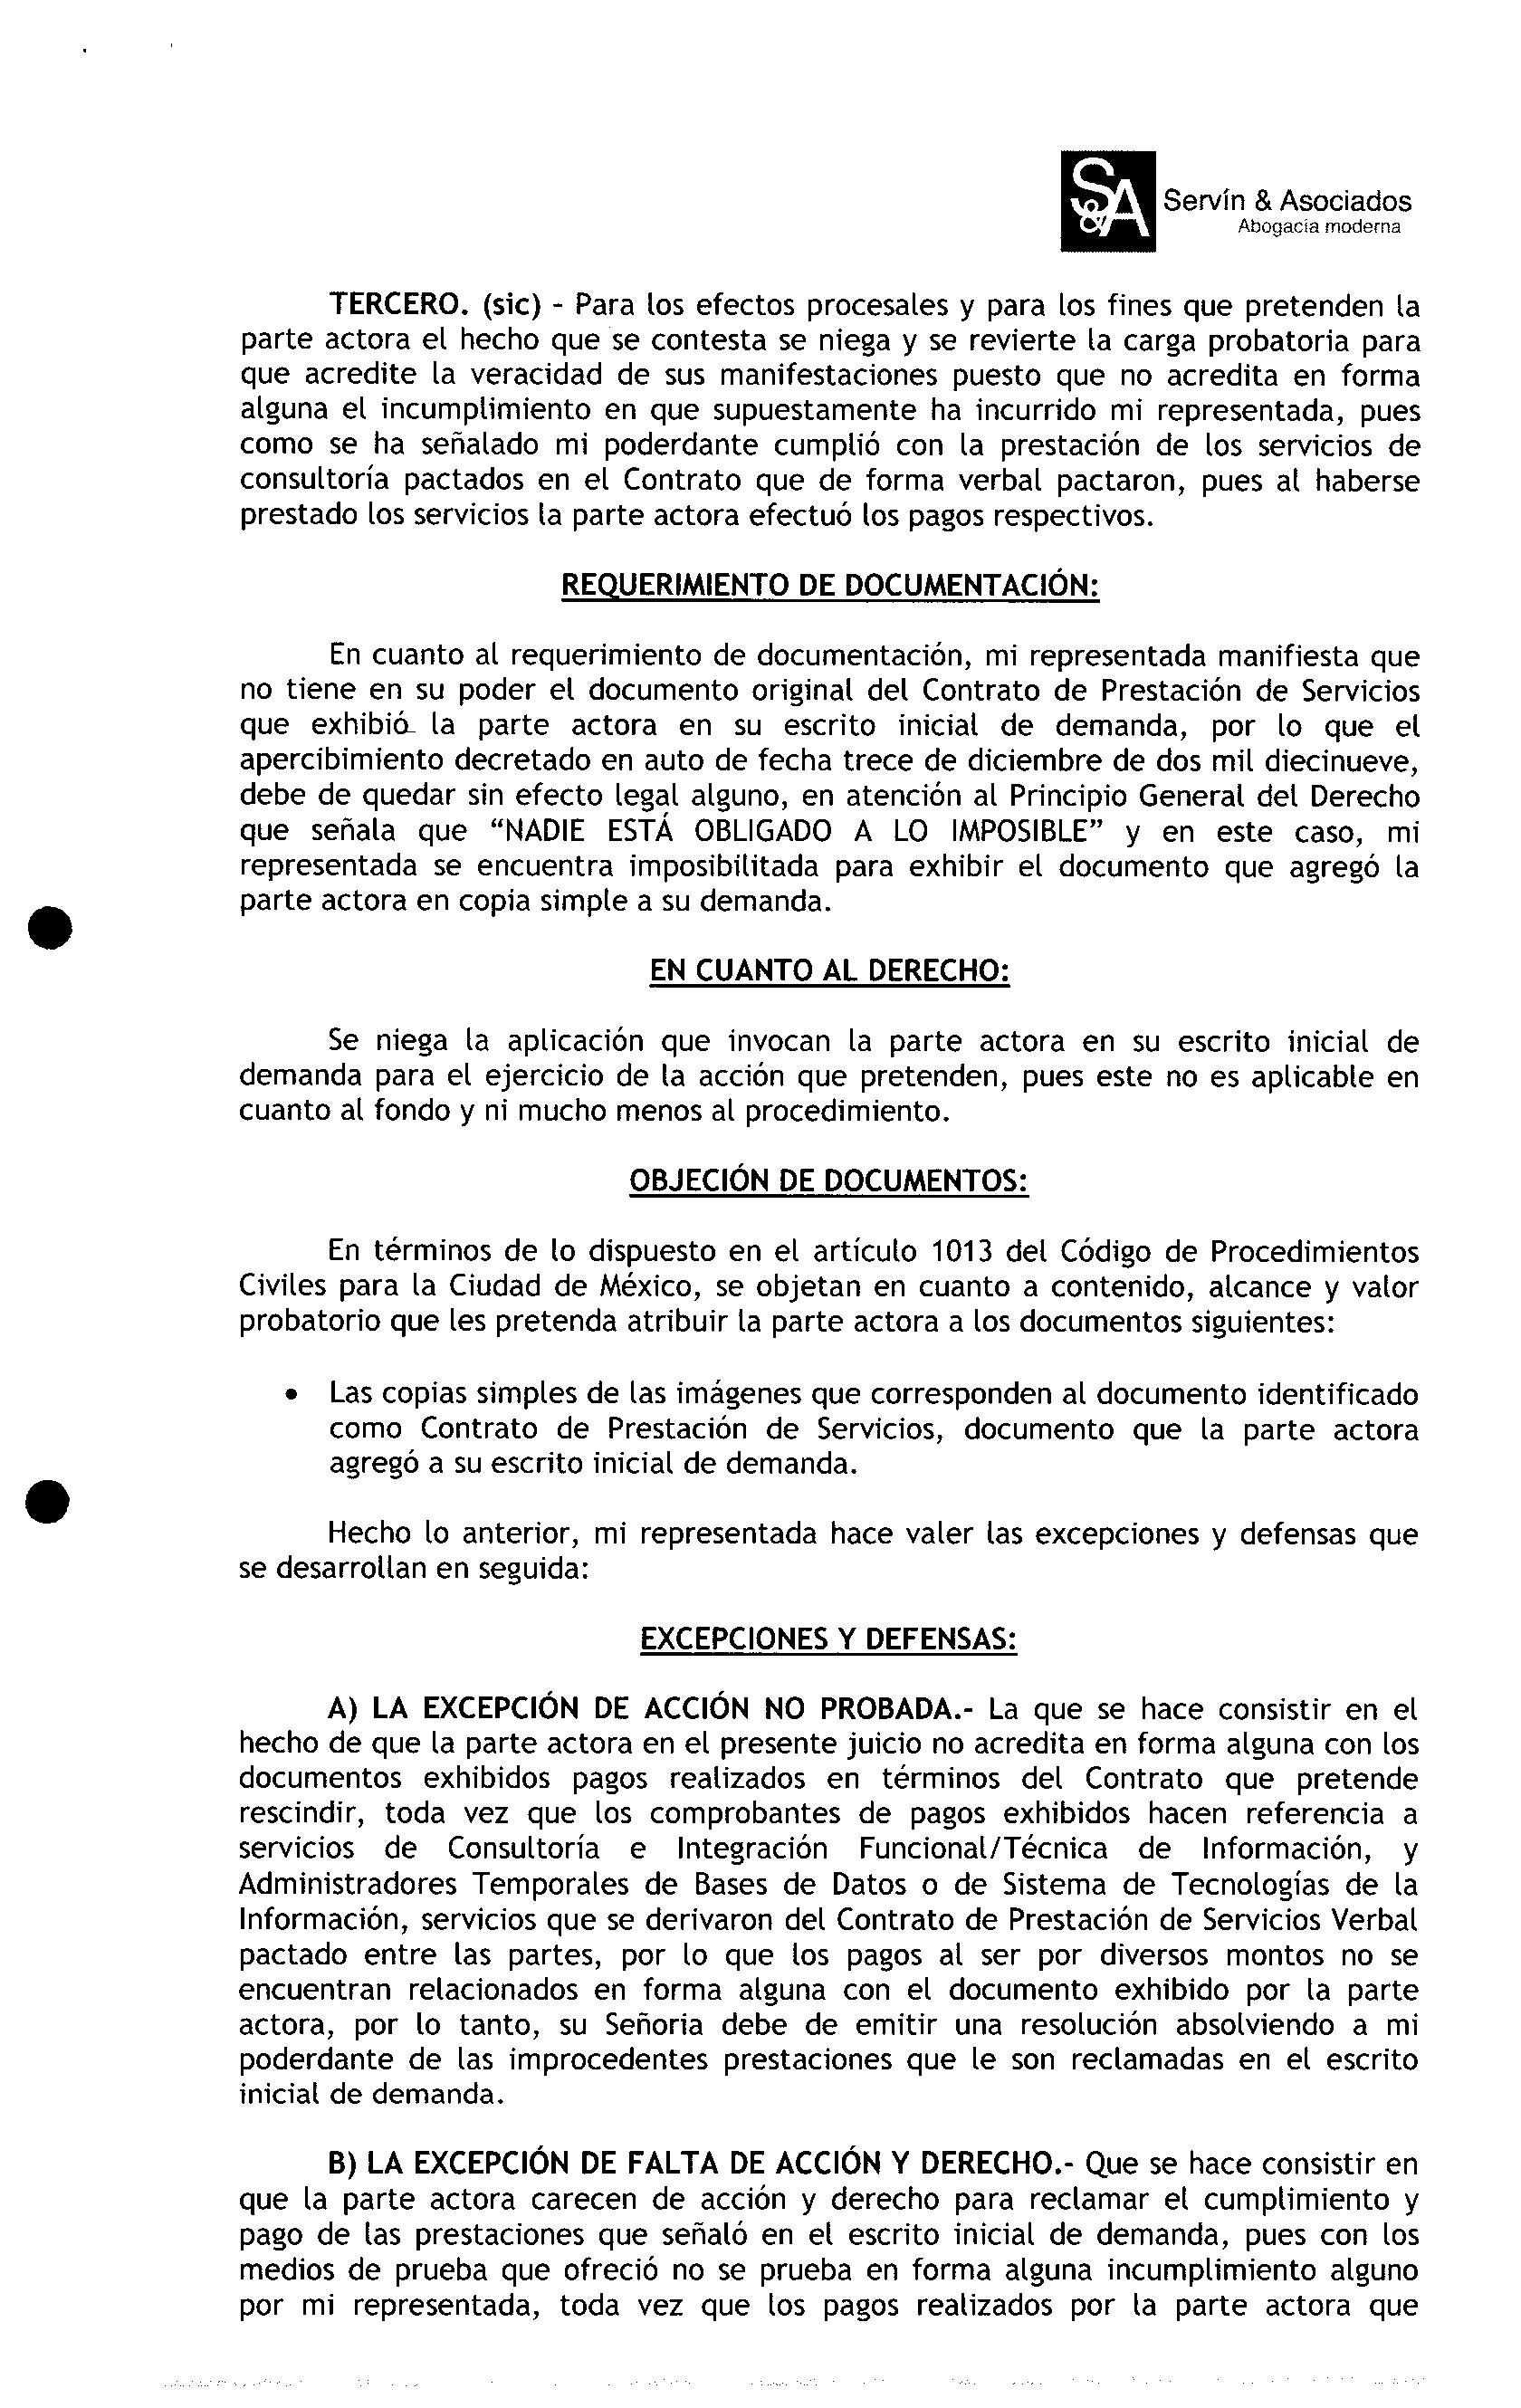 S&A
Servín & Asociados
Abogacía moderna
TERCERO. (sic) - Para los efectos procesales y para los fines que pretenden la
parte actora el hecho que se contesta se niega y se revierte la carga probatoria para
que acredite la veracidad de sus manifestaciones puesto que no acredita en forma
alguna el incumplimiento en que supuestamente ha incurrido mi representada, pues
como se ha señalado mi poderdante cumplió con la prestación de los servicios de
consultoría pactados en el Contrato que de forma verbal pactaron, pues al haberse
prestado los servicios la parte actora efectuó los pagos respectivos.
REQUERIMIENTO DE DOCUMENTACIÓN:
En cuanto al requerimiento de documentación, mi representada manifiesta que
no tiene en su poder el documento original del Contrato de Prestación de Servicios
que exhibió la parte actora en su escrito inicial de demanda, por lo que el
apercibimiento decretado en auto de fecha trece de diciembre de dos mil diecinueve,
debe de quedar sin efecto legal alguno, en atención al Principio General del Derecho
que señala que “NADIE ESTÁ OBLIGADO A LO IMPOSIBLE” y en este caso, mi
representada se encuentra imposibilitada para exhibir el documento que agregó la
parte actora en copia simple a su demanda.
EN CUANTO AL DERECHO:
Se niega la aplicación que invocan la parte actora en su escrito inicial de
demanda para el ejercicio de la acción que pretenden, pues este no es aplicable en
cuanto al fondo y ni mucho menos al procedimiento.
OBJECIÓN DE DOCUMENTOS:
En términos de lo dispuesto en el artículo 1013 del Código de Procedimientos
Civiles para la Ciudad de México, se objetan en cuanto a contenido, alcance y valor
probatorio que les pretenda atribuir la parte actora a los documentos siguientes:
• Las copias simples de las imágenes que corresponden al documento identificado
como Contrato de Prestación de Servicios, documento que la parte actora
agregó a su escrito inicial de demanda.
Hecho lo anterior, mi representada hace valer las excepciones y defensas que
se desarrollan en seguida:
EXCEPCIONES Y DEFENSAS:
A) LA EXCEPCIÓN DE ACCIÓN NO PROBADA.- La que se hace consistir en el
hecho de que la parte actora en el presente juicio no acredita en forma alguna con los
documentos exhibidos pagos realizados en términos del Contrato que pretende
rescindir, toda vez que los comprobantes de pagos exhibidos hacen referencia a
servicios de Consultoría e Integración Funcional/Técnica de Información, y
Administradores Temporales de Bases de Datos o de Sistema de Tecnologías de la
Información, servicios que se derivaron del Contrato de Prestación de Servicios Verbal
pactado entre las partes, por lo que los pagos al ser por diversos montos no se
encuentran relacionados en forma alguna con el documento exhibido por la parte
actora, por lo tanto, su Señoria debe de emitir una resolución absolviendo a mi
poderdante de las improcedentes prestaciones que le son reclamadas en el escrito
inicial de demanda.
B) LA EXCEPCIÓN DE FALTA DE ACCIÓN Y DERECHO.- Que se hace consistir en
que la parte actora carecen de acción y derecho para reclamar el cumplimiento y
pago de las prestaciones que señaló en el escrito inicial de demanda, pues con los
medios de prueba que ofreció no se prueba en forma alguna incumplimiento alguno
por mi representada, toda vez que los pagos realizados por la parte actora que